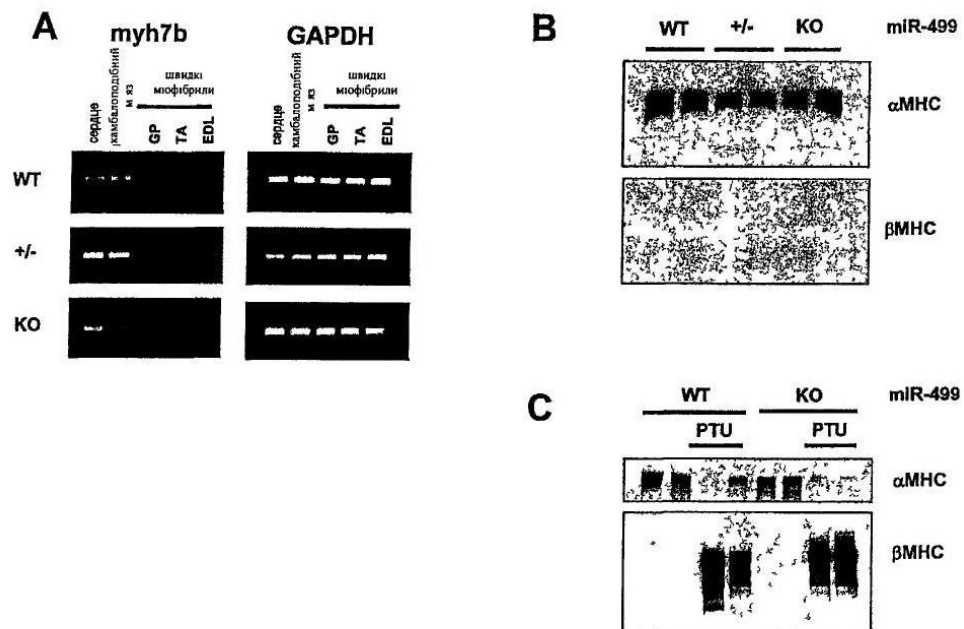 A
myh7b
GAPDH
серце
камбалоподібний
м яз
швидкі
міофібрили
GP
TA
EDL
серце
камбалоподібний
м яз
швидкі
міофібрили
GP
TA
EDL
WT
+/-
KO
B
WT +/- KO miR-499
αMHC
βMHC
C
WT KO miR-499
PTU PTU
αMHC
βMHC